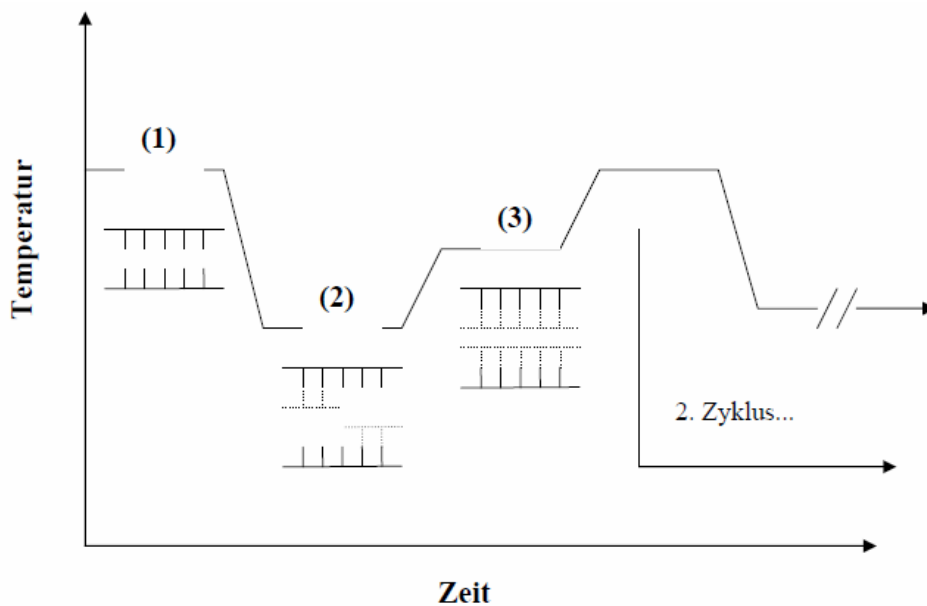 (1)
(3)
(2)
Temperatur
2. Zyklus...
Zeit